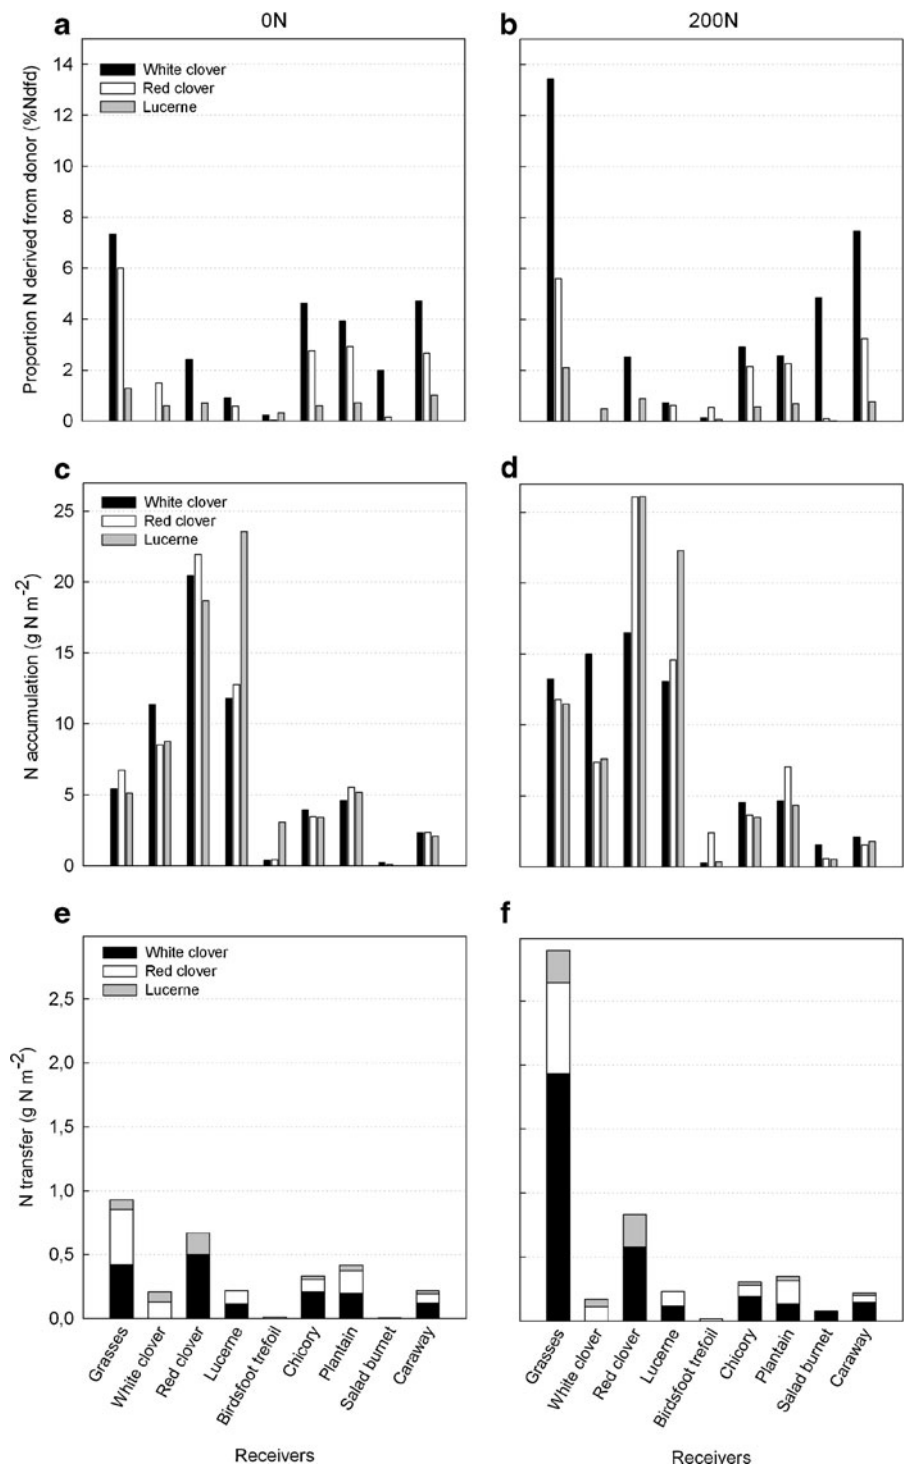 a
0N
b
200N
Proportion N derived from donor (%Ndfd)
14
12
10
8
6
4
2
0
White clover
Red clover
Lucerne
c
d
N accumulation (g N m-2)
25
20
15
10
5
0
White clover
Red clover
Lucerne
e
f
N transfer (g N m-2)
2,5
2.0
1.5
1.0
0,5
0,0
White clover
Red clover
Lucerne
Grasses
White clover
Red clover
Lucerne
Birdsfoot trefoil
Chicory
Plantain
Salad burnet
Caraway
Receivers
Grasses
White clover
Red clover
Lucerne
Birdsfoot trefoil
Chicory
Plantain
Salad burnet
Caraway
Receivers